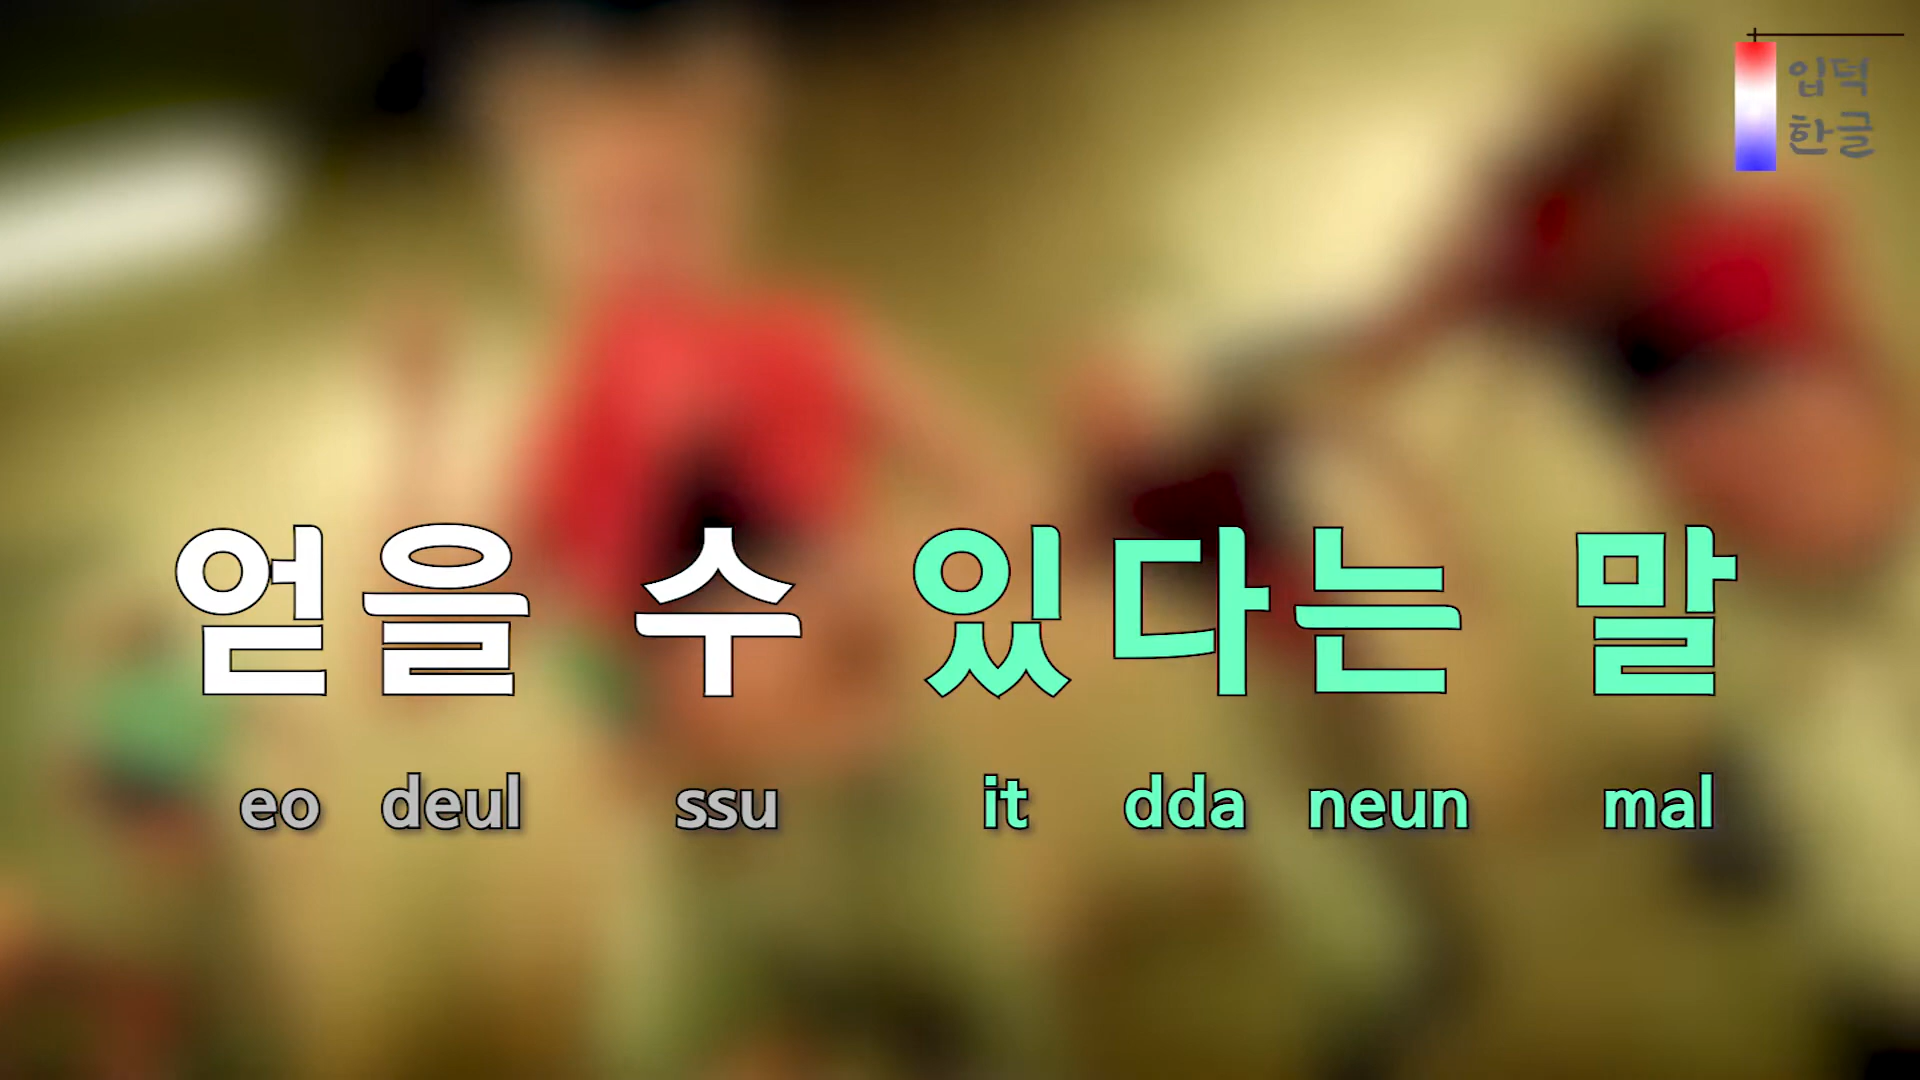 입덕
한글
얻을 수 있다는 말
eo deul ssu it dda neun mal